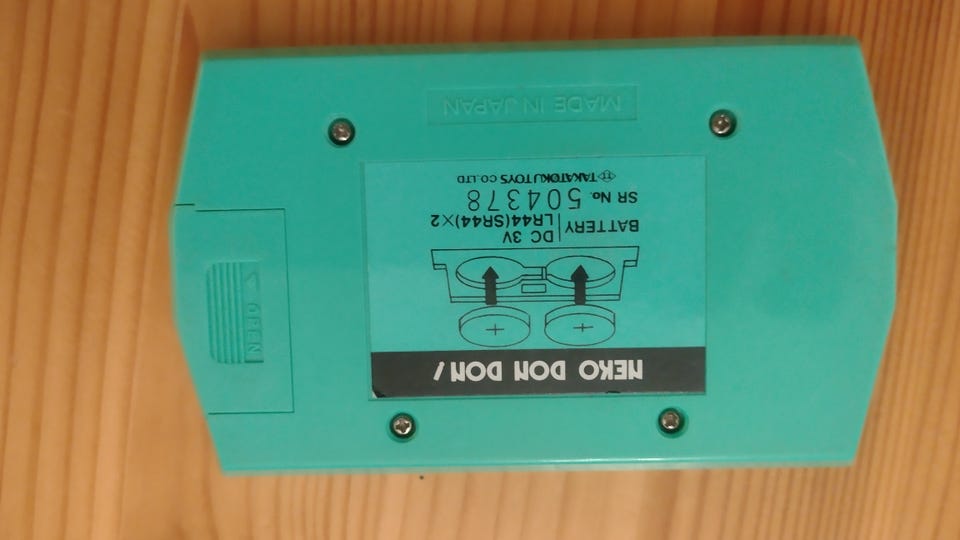 NEKO DON DON!
+ +
DC 3V
BATTERY LR44(SR44)×2
SR No. 504378
TAKATOKU TOYS CO.,LTD
MADE IN JAPAN
OPEN